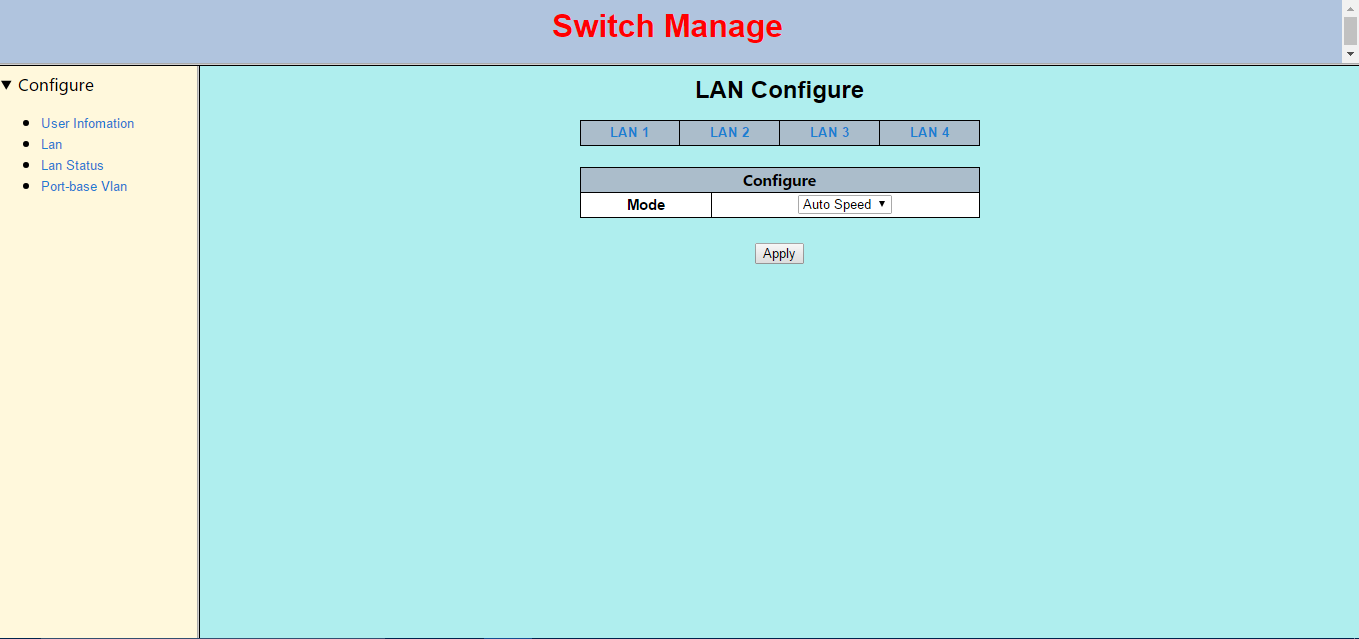 Switch Manage
Configure
User Infomation
Lan
Lan Status
Port-base Vlan
LAN Configure
LAN 1 LAN 2 LAN 3 LAN 4
Configure
Mode Auto Speed
Apply